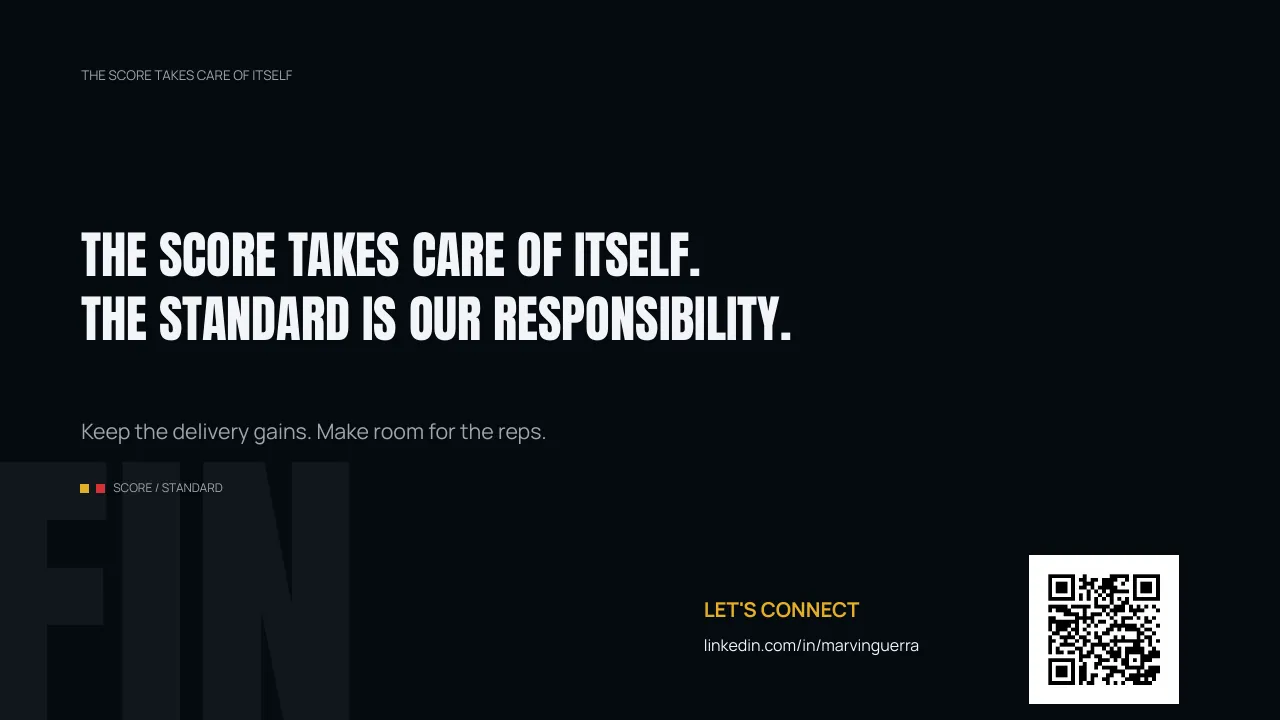 THE SCORE TAKES CARE OF ITSELF
THE SCORE TAKES CARE OF ITSELF.
THE STANDARD IS OUR RESPONSIBILITY.
Keep the delivery gains. Make room for the reps.
SCORE / STANDARD
FIN
LET'S CONNECT
linkedin.com/in/marvinguerra